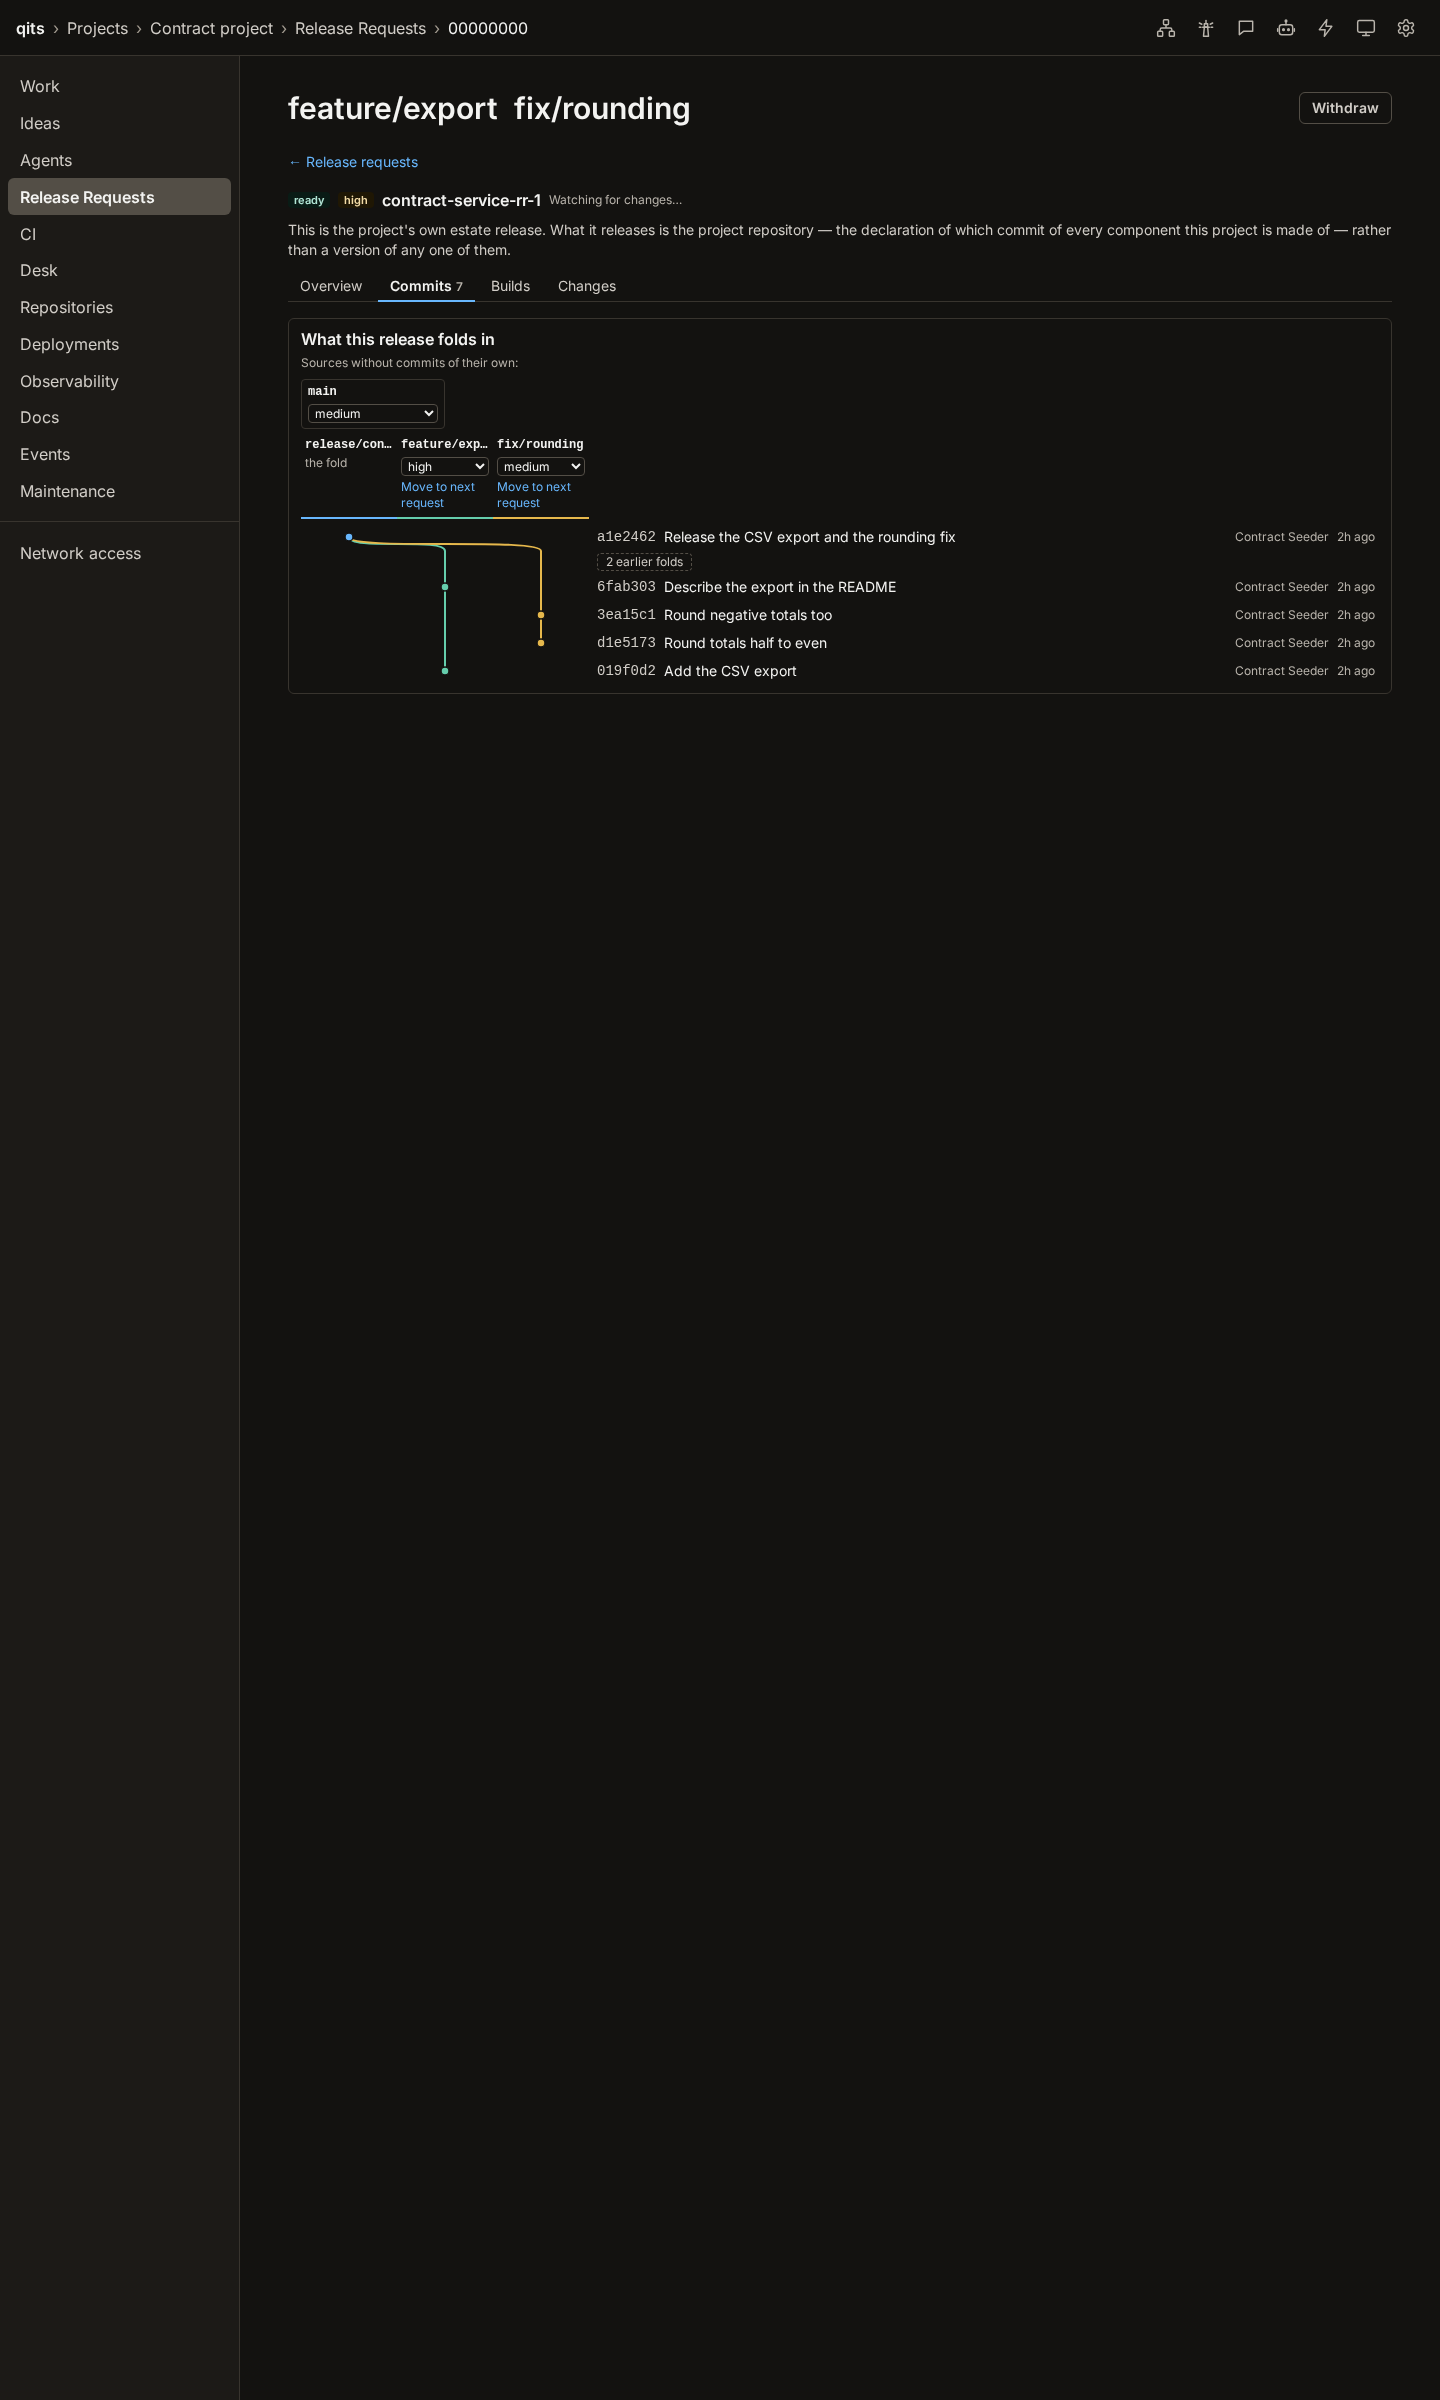 qits › Projects › Contract project › Release Requests › 00000000
Work
Ideas
Agents
Release Requests
CI
Desk
Repositories
Deployments
Observability
Docs
Events
Maintenance
Network access
feature/export fix/rounding
Withdraw
← Release requests
ready high contract-service-rr-1 Watching for changes…
This is the project's own estate release. What it releases is the project repository — the declaration of which commit of every component this project is made of — rather
than a version of any one of them.
Overview Commits 7 Builds Changes
What this release folds in
Sources without commits of their own:
main
medium
release/con… feature/exp… fix/rounding
the fold high medium
Move to next Move to next
request request
a1e2462 Release the CSV export and the rounding fix Contract Seeder 2h ago
2 earlier folds
6fab303 Describe the export in the README Contract Seeder 2h ago
3ea15c1 Round negative totals too Contract Seeder 2h ago
d1e5173 Round totals half to even Contract Seeder 2h ago
019f0d2 Add the CSV export Contract Seeder 2h ago